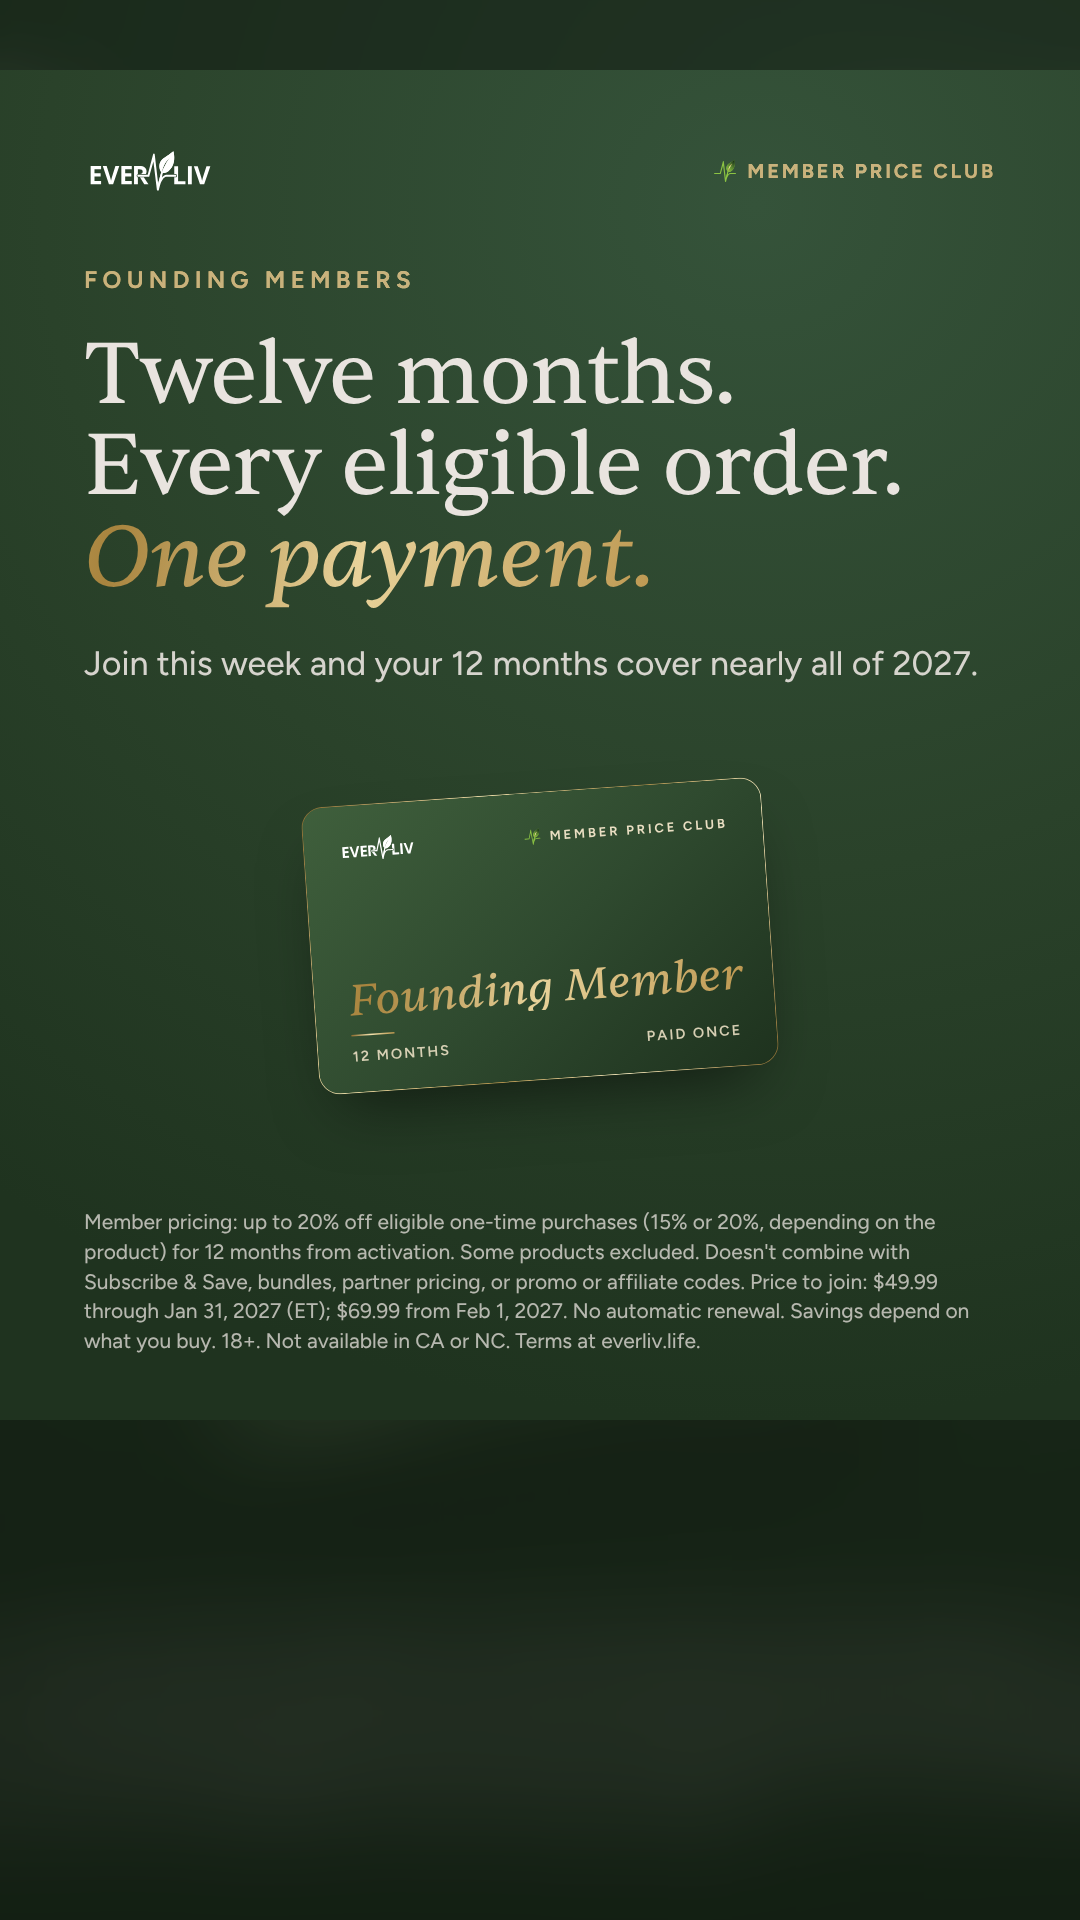 EVERLIV
MEMBER PRICE CLUB
FOUNDING MEMBERS
Twelve months.
Every eligible order.
One payment.
Join this week and your 12 months cover nearly all of 2027.
EVERLIV
MEMBER PRICE CLUB
Founding Member
12 MONTHS
PAID ONCE
Member pricing: up to 20% off eligible one-time purchases (15% or 20%, depending on the
product) for 12 months from activation. Some products excluded. Doesn't combine with
Subscribe & Save, bundles, partner pricing, or promo or affiliate codes. Price to join: $49.99
through Jan 31, 2027 (ET); $69.99 from Feb 1, 2027. No automatic renewal. Savings depend on
what you buy. 18+. Not available in CA or NC. Terms at everliv.life.